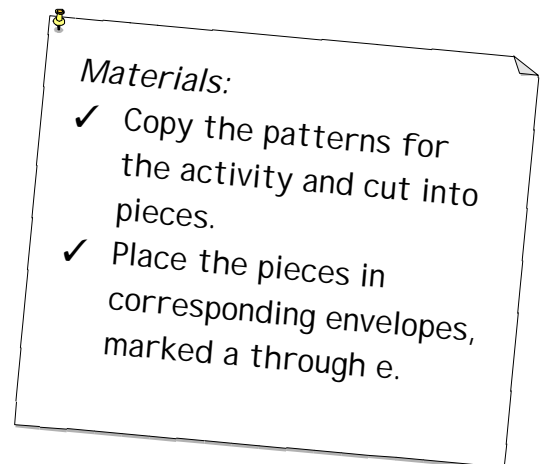 Materials:
✓ Copy the patterns for
the activity and cut into
pieces.
✓ Place the pieces in
corresponding envelopes,
marked a through e.